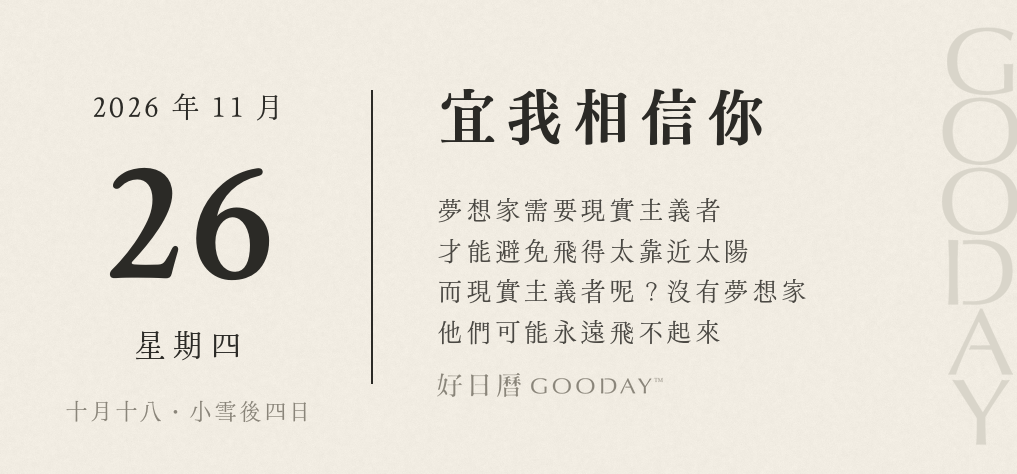 2026 年 11 月
26
星期四
十月十八・小雪後四日
宜我相信你
夢想家需要現實主義者
才能避免飛得太靠近太陽
而現實主義者呢？沒有夢想家
他們可能永遠飛不起來
好日曆 GOODAY™
GOODAY